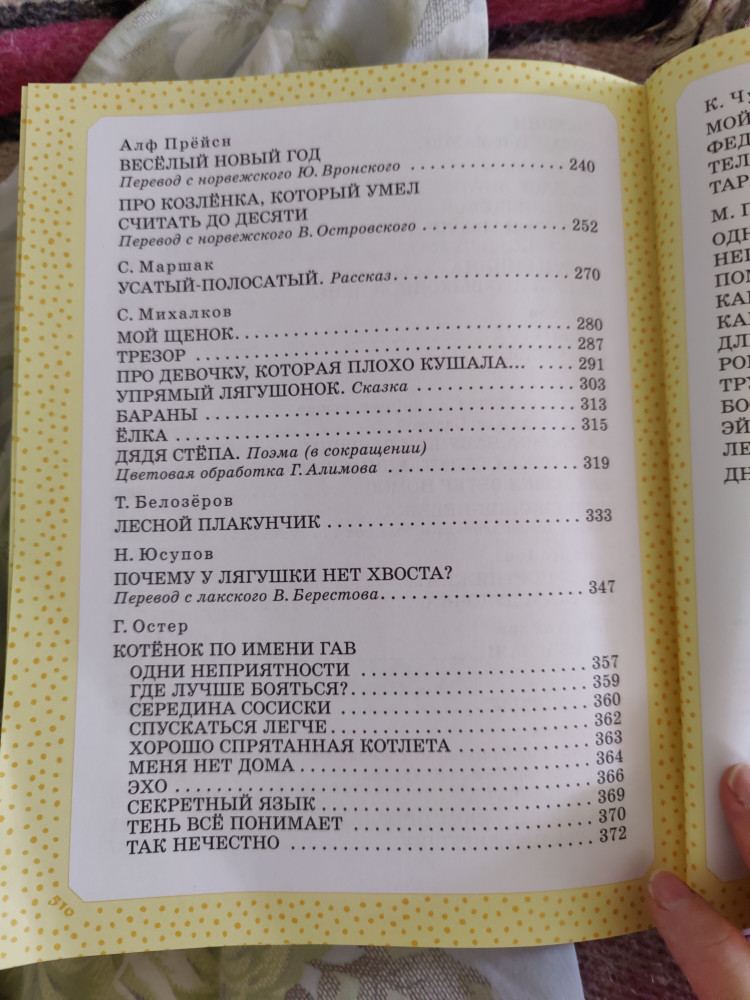 Алф Прёйсн
ВЕСЁЛЫЙ НОВЫЙ ГОД
Перевод с норвежского Ю. Вронского 240
ПРО КОЗЛЁНКА, КОТОРЫЙ УМЕЛ
СЧИТАТЬ ДО ДЕСЯТИ
Перевод с норвежского В. Островского 252
С. Маршак
УСАТЫЙ-ПОЛОСАТЫЙ. Рассказ 270
С. Михалков
МОЙ ЩЕНОК 280
ТРЕЗОР 287
ПРО ДЕВОЧКУ, КОТОРАЯ ПЛОХО КУШАЛА... 291
УПРЯМЫЙ ЛЯГУШОНОК. Сказка 303
БАРАНЫ 313
ЁЛКА 315
ДЯДЯ СТЁПА. Поэма (в сокращении)
Цветовая обработка Г. Алимова 319
Т. Белозёров
ЛЕСНОЙ ПЛАКУНЧИК 333
Н. Юсупов
ПОЧЕМУ У ЛЯГУШКИ НЕТ ХВОСТА?
Перевод с лакского В. Берестова 347
Г. Остер
КОТЁНОК ПО ИМЕНИ ГАВ
ОДНИ НЕПРИЯТНОСТИ 357
ГДЕ ЛУЧШЕ БОЯТЬСЯ? 359
СЕРЕДИНА СОСИСКИ 360
СПУСКАТЬСЯ ЛЕГЧЕ 362
ХОРОШО СПРЯТАННАЯ КОТЛЕТА 363
МЕНЯ НЕТ ДОМА 364
ЭХО 366
СЕКРЕТНЫЙ ЯЗЫК 369
ТЕНЬ ВСЁ ПОНИМАЕТ 370
ТАК НЕЧЕСТНО 372
510
К.
МОЙ
М.